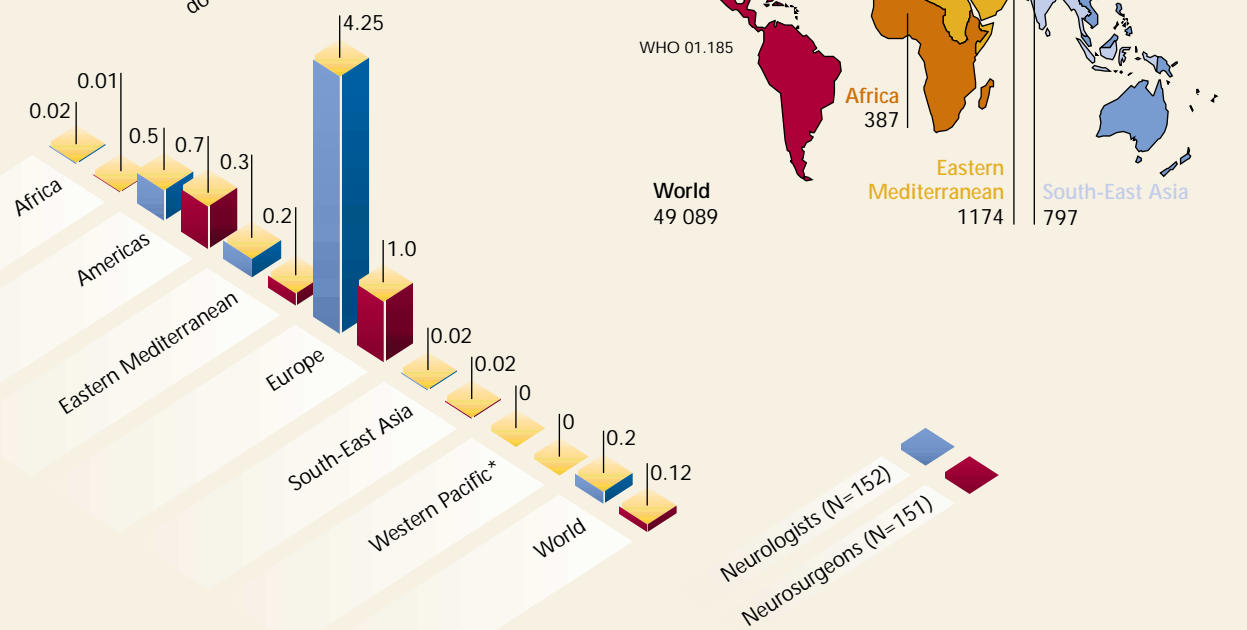 do
4.25
0.01
0.02
0.5
0.7
0.3
0.2
1.0
0.02
0.02
0
0
0.2
0.12
Africa
Americas
Eastern Mediterranean
Europe
South-East Asia
Western Pacific*
World
Neurologists (N=152)
Neurosurgeons (N=151)
WHO 01.185
Africa
387
Eastern
Mediterranean
1174
South-East Asia
797
World
49 089